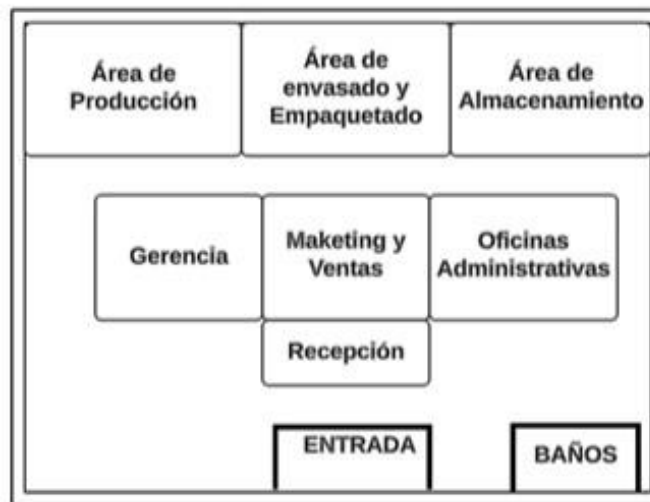 Área de
Producción
Área de
envasado y
Empaquetado
Área de
Almacenamiento
Gerencia
Maketing y
Ventas
Oficinas
Administrativas
Recepción
ENTRADA
BAÑOS